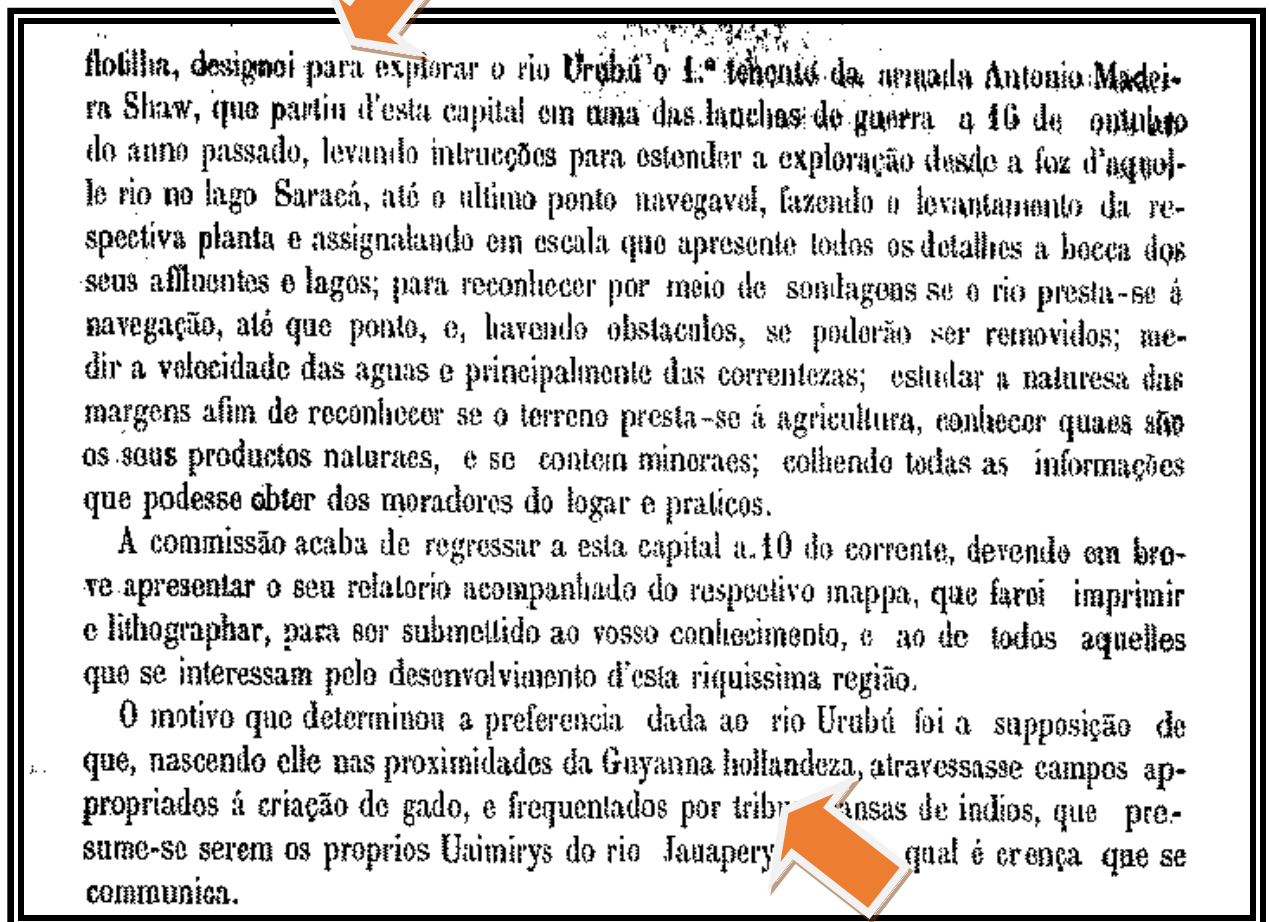 flotilha, designei para explorar o rio Urubú o 1.º tenente da armada Antonio Madei-
ra Shaw, que partiu d'esta capital em uma das lanchas de guerra a 16 de outubro
do anno passado, levando intrucções para estender a exploração desde a foz d'aquel-
le rio no lago Saracá, até o ultimo ponto navegavel, fazendo o levantamento da re-
spectiva planta e assignalando em escala que apresente todos os detalhes a bocca dos
seus affluentes e lagos; para reconhecer por meio de sondagens se o rio presta-se á
navegação, até que ponto, e, havendo obstaculos, se poderão ser removidos; me-
dir a velocidade das aguas e principalmente das correntezas; estudar a naturesa das
margens afim de reconhecer se o terreno presta-se á agricultura, conhecer quaes são
os seus productos naturaes, e se contem mineraes; colhendo todas as informações
que podesse obter dos moradores do logar e praticos.
A commissão acaba de regressar a esta capital a 10 do corrente, devendo em bre-
ve apresentar o seu relatorio acompanhado do respectivo mappa, que farei imprimir
e lithographar, para ser submettido ao vosso conhecimento, e ao de todos aquelles
que se interessam pelo desenvolvimento d'esta riquissima região.
O motivo que determinou a preferencia dada ao rio Urubú foi a supposição de
que, nascendo elle nas proximidades da Guyanna hollandeza, atravessasse campos ap-
propriados á criação de gado, e frequentados por de indios, que pre-
sume-se serem os proprios Uaimirys do rio Jauapery qual é crença que se
communica.